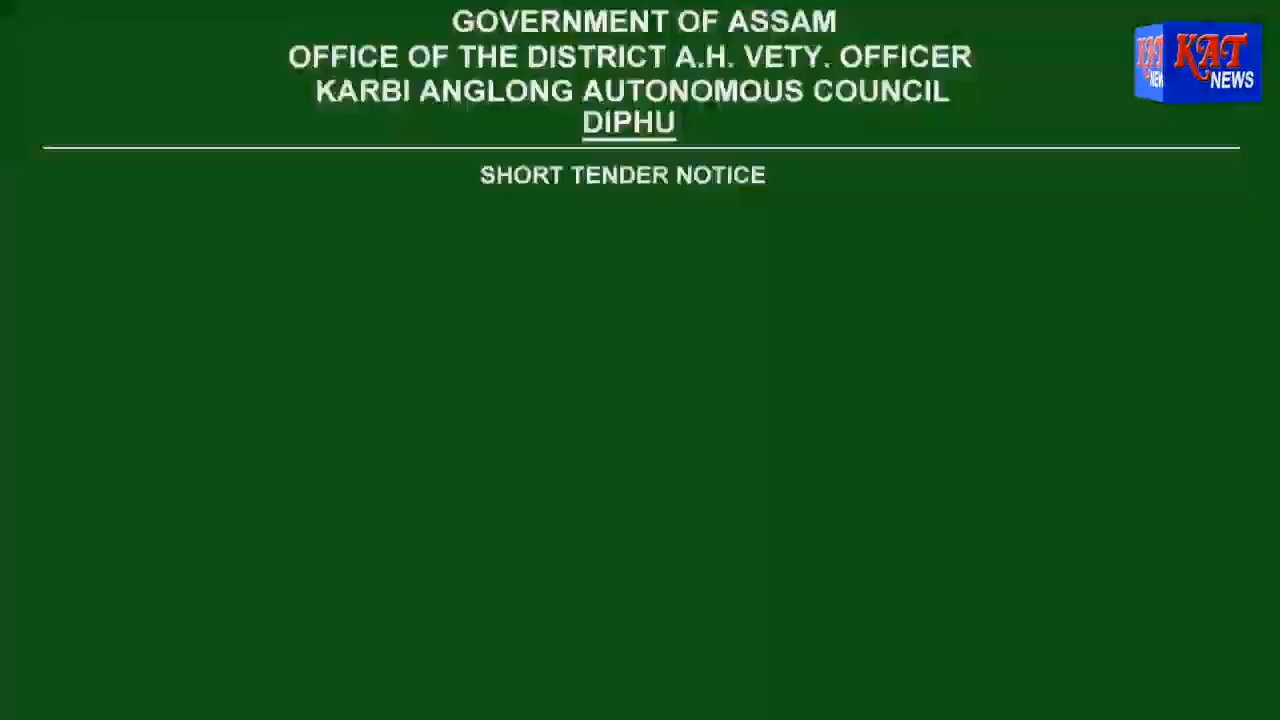 GOVERNMENT OF ASSAM
OFFICE OF THE DISTRICT A.H. VETY. OFFICER
KARBI ANGLONG AUTONOMOUS COUNCIL
DIPHU
SHORT TENDER NOTICE
KAT
NEWS